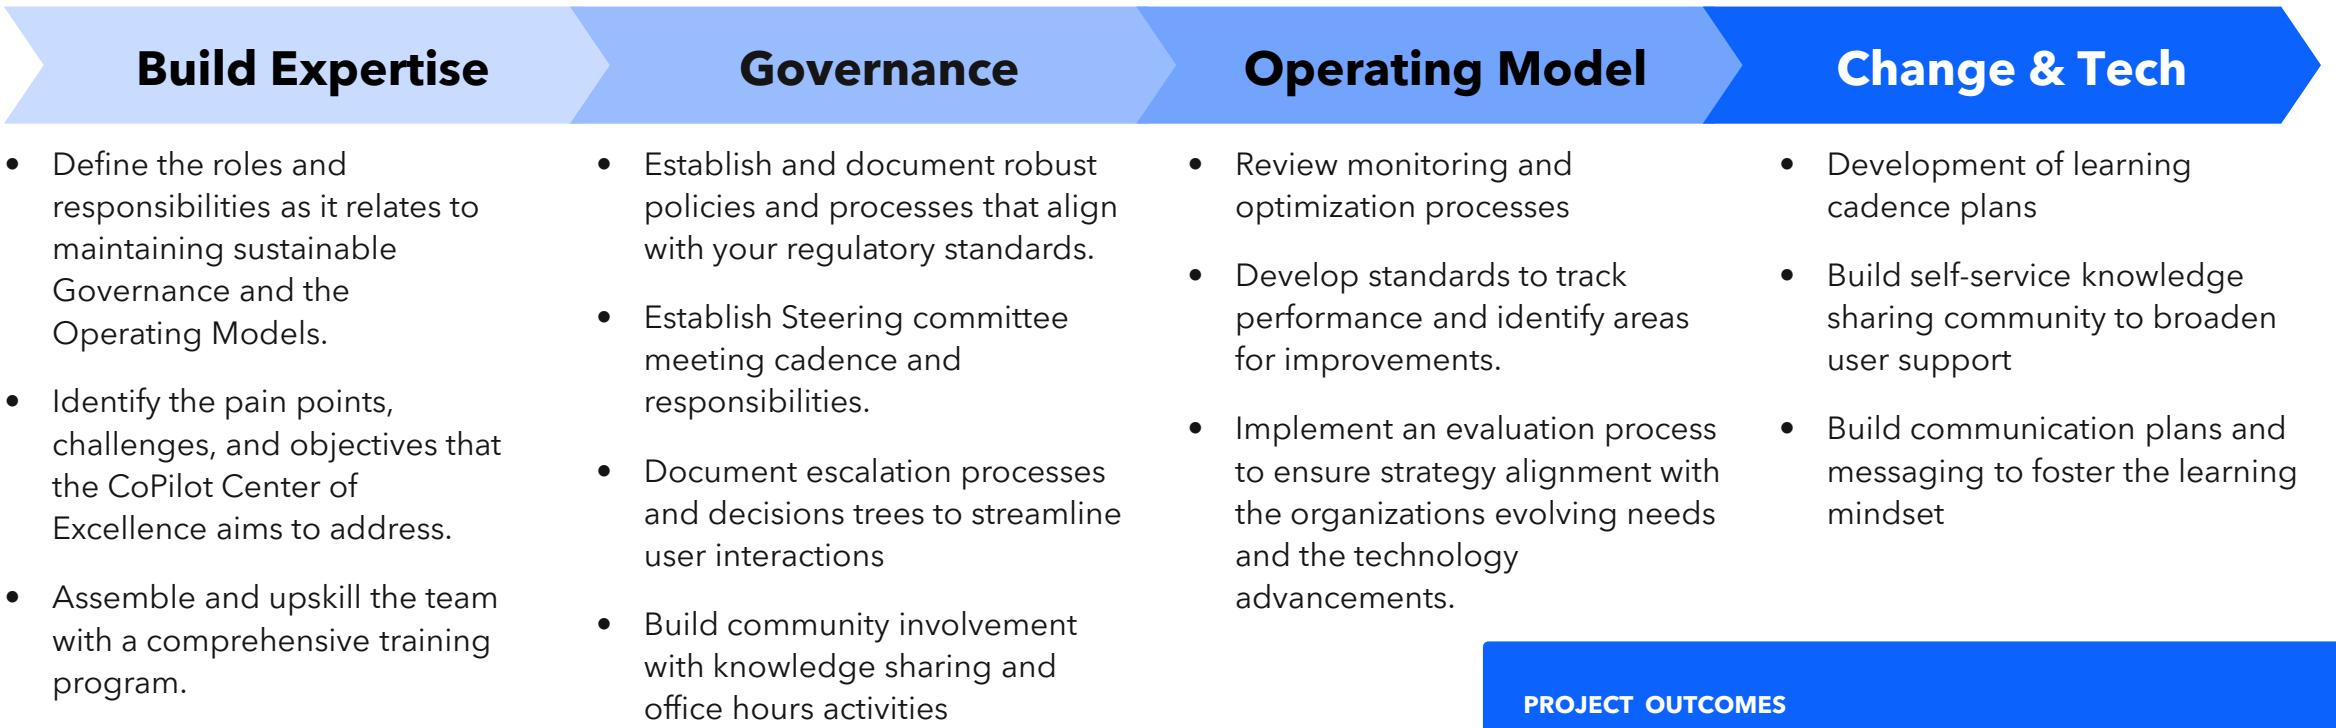 Build Expertise
Governance
Operating Model
Change & Tech
• Define the roles and
responsibilities as it relates to
maintaining sustainable
Governance and the
Operating Models.
• Identify the pain points,
challenges, and objectives that
the CoPilot Center of
Excellence aims to address.
• Assemble and upskill the team
with a comprehensive training
program.
• Establish and document robust
policies and processes that align
with your regulatory standards.
• Establish Steering committee
meeting cadence and
responsibilities.
• Document escalation processes
and decisions trees to streamline
user interactions
• Build community involvement
with knowledge sharing and
office hours activities
• Review monitoring and
optimization processes
• Develop standards to track
performance and identify areas
for improvements.
• Implement an evaluation process
to ensure strategy alignment with
the organizations evolving needs
and the technology
advancements.
• Development of learning
cadence plans
• Build self-service knowledge
sharing community to broaden
user support
• Build communication plans and
messaging to foster the learning
mindset
PROJECT OUTCOMES